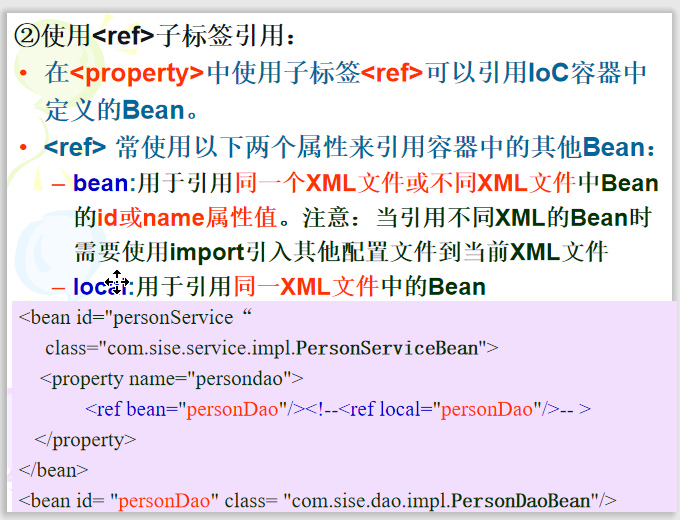 ②使用<ref>子标签引用：
• 在<property>中使用子标签<ref>可以引用IoC容器中
定义的Bean。
• <ref> 常使用以下两个属性来引用容器中的其他Bean：
– bean:用于引用同一个XML文件或不同XML文件中Bean
的id或name属性值。注意：当引用不同XML的Bean时
需要使用import引入其他配置文件到当前XML文件
– local:用于引用同一XML文件中的Bean
<bean id="personService“
class="com.sise.service.impl.PersonServiceBean">
<property name="persondao">
<ref bean="personDao"/><!--<ref local="personDao"/>-- >
</property>
</bean>
<bean id= "personDao" class= "com.sise.dao.impl.PersonDaoBean"/>